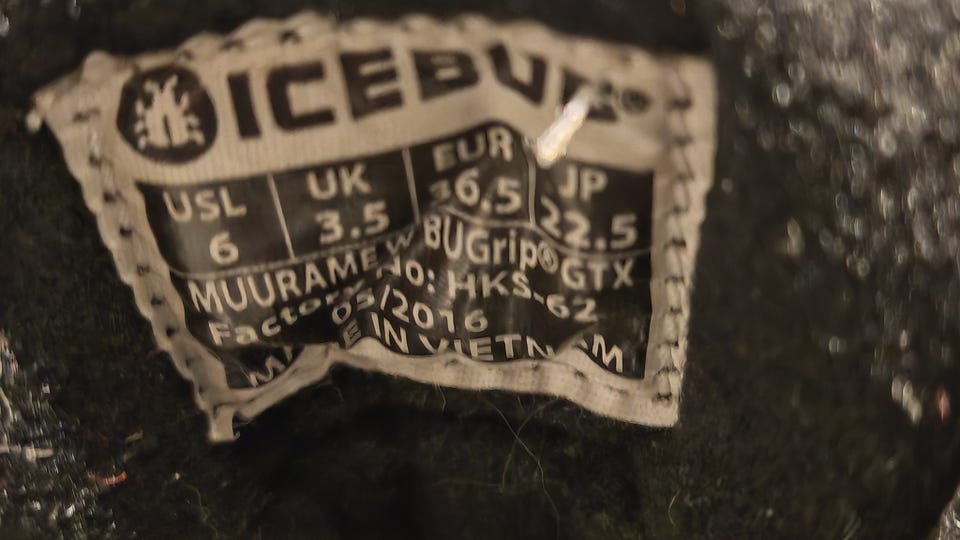 ICEBUG®
USL UK EUR JP
6 3.5 36.5 22.5
MUURAME W BUGrip® GTX
Factory No: HKS-62
05/2016
MADE IN VIETNAM